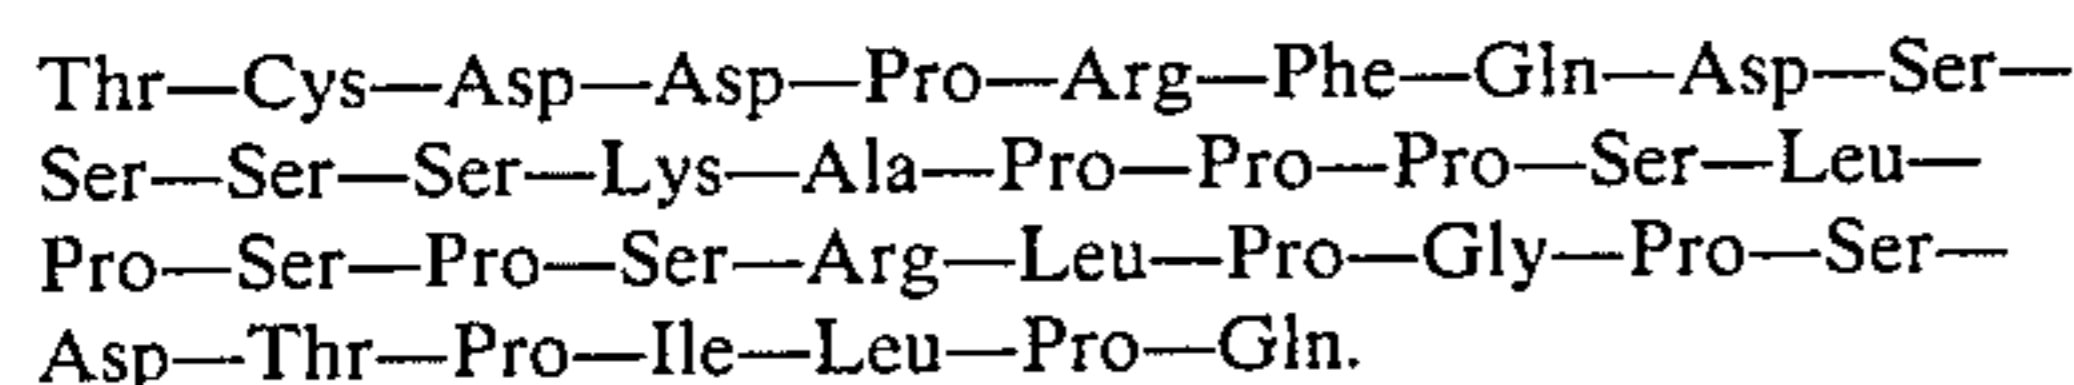 Thr—Cys—Asp—Asp—Pro—Arg—Phe—Gln—Asp—Ser—
Ser—Ser—Ser—Lys—Ala—Pro—Pro—Pro—Ser—Leu—
Pro—Ser—Pro—Ser—Arg—Leu—Pro—Gly—Pro—Ser—
Asp—Thr—Pro—Ile—Leu—Pro—Gln.